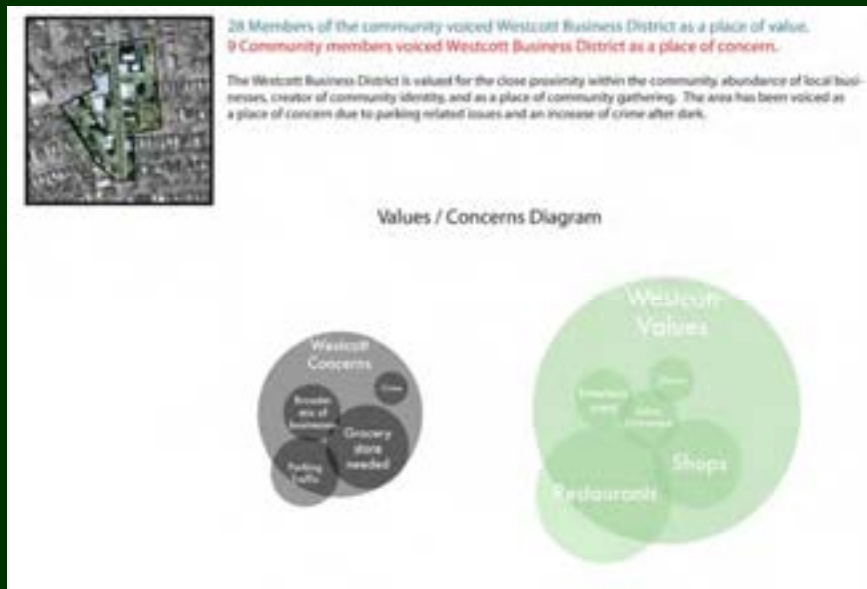 28 Members of the community voiced Westcott Business District as a place of value.
9 Community members voiced Westcott Business District as a place of concern.
The Westcott Business District is valued for the close proximity within the community, abundance of local busi-
nesses, creator of community identity, and as a place of community gathering. The area has been voiced as
a place of concern due to parking related issues and an increase of crime after dark.
Values / Concerns Diagram
Westcott
Concerns
Crime
Broader
mix of
businesses
Grocery
store
needed
Parking
Traffic
Westcott
Values
Shops
Restaurants